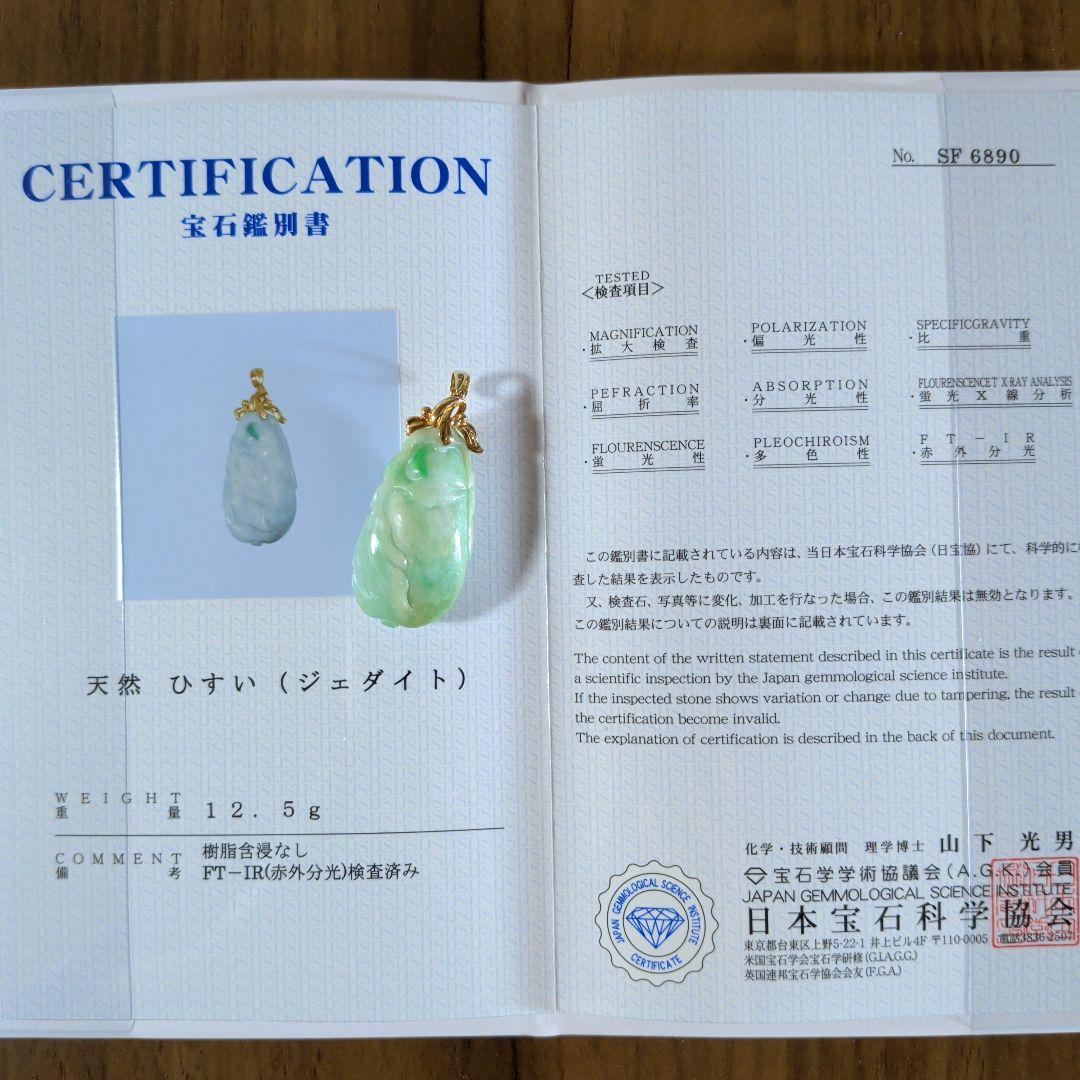 CERTIFICATION
宝石鑑別書
天然 ひすい (ジェダイト)
WEIGHT
重量 12.5g
COMMENT
備考
樹脂含浸なし
FT-IR(赤外分光)検査済み
No. SF 6890
TESTED
<検査項目>
MAGNIFICATION
・拡大検査
POLARIZATION
・偏光性
SPECIFICGRAVITY
・比重
PEFRACTION
・屈折率
ABSORPTION
・分光性
FLOURENSCENCET X-RAY ANALYSIS
・蛍光X線分析
FLOURENSCENCE
・蛍光性
PLEOCHIROISM
・多色性
FT-IR
・赤外分光
この鑑別書に記載されている内容は、当日本宝石科学協会(日宝協)にて、科学的に
査した結果を表示したものです。
又、検査石、写真等に変化、加工を行なった場合、この鑑別結果は無効となります。
この鑑別結果についての説明は裏面に記載されています。
The content of the written statement described in this certificate is the result
a scientific inspection by the Japan gemmological science institute.
If the inspected stone shows variation or change due to tampering, the result
the certification become invalid.
The explanation of certification is described in the back of this document.
化学・技術顧問 理学博士 山下光男
宝石学学術協議会(A.G.K.)会員
JAPAN GEMMOLOGICAL SCIENCE INSTITUTE
日本宝石科学協会
東京都台東区上野5-22-1 井上ビル4F 〒110-0005 電話3836-2507
米国宝石学会宝石学研修(G.I.A.G.G.)
英国連邦宝石学協会会友(F.G.A.)
JAPAN GEMMOLOGICAL SCIENCE INSTITUTE
CERTIFICATE